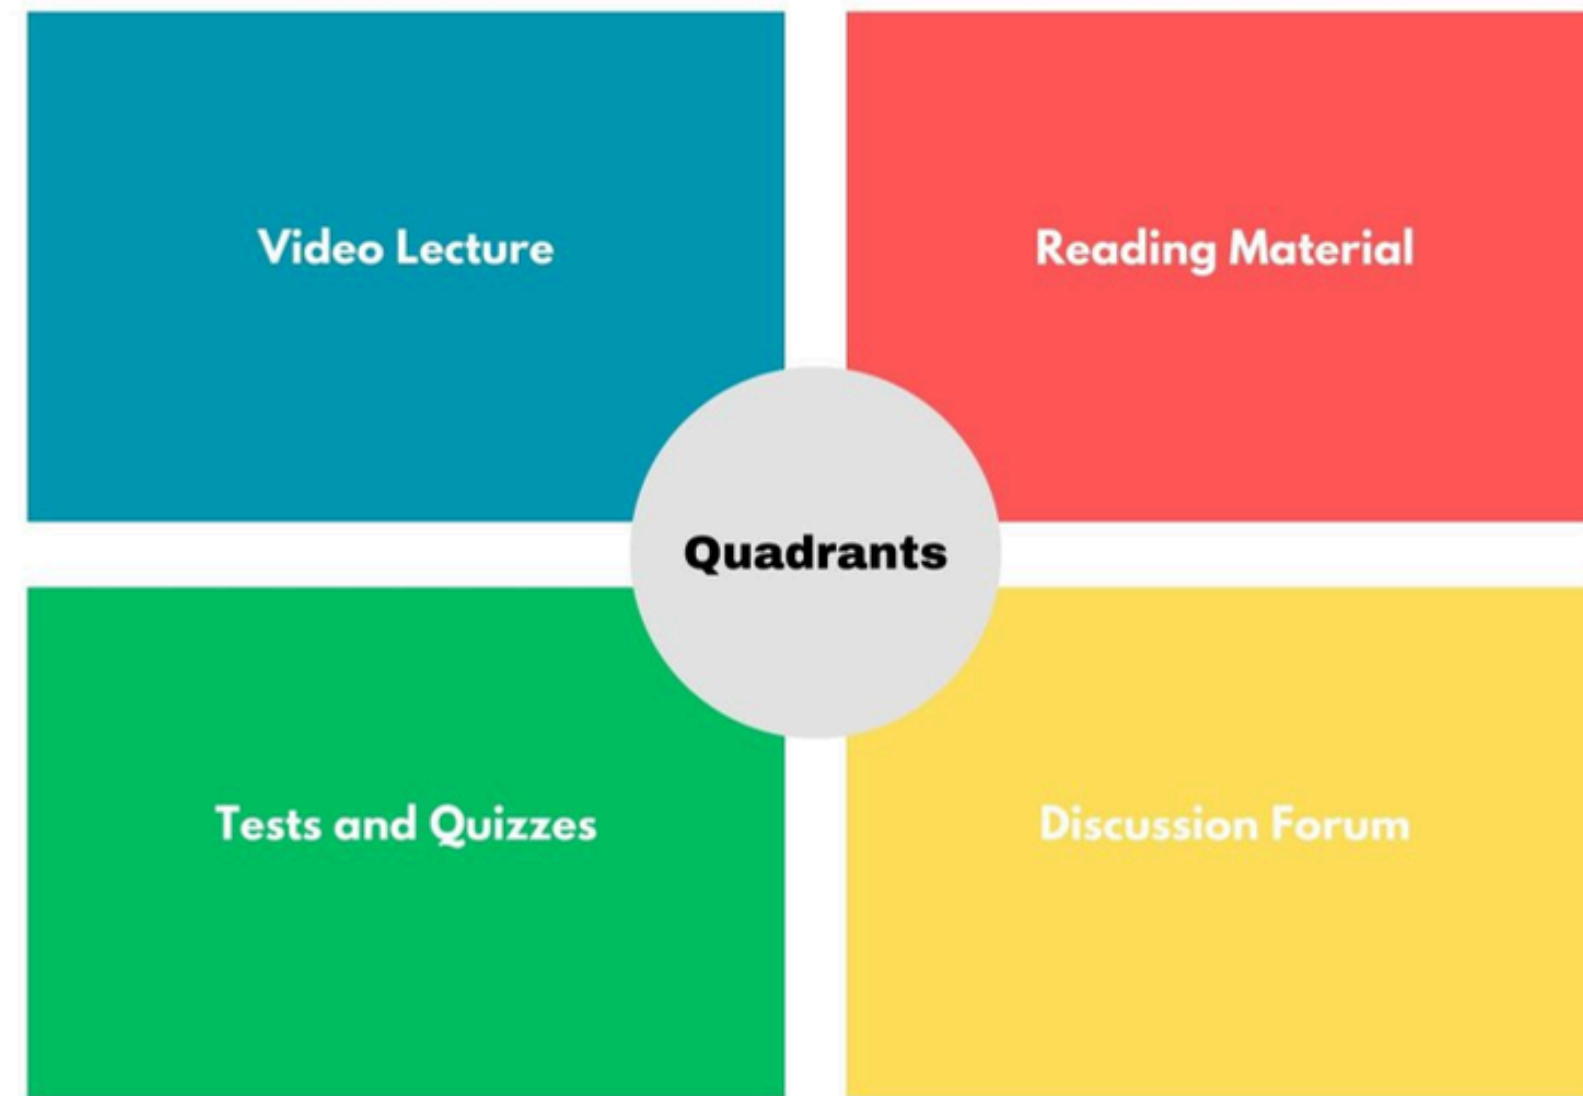 Video Lecture
Reading Material
Quadrants
Tests and Quizzes
Discussion Forum